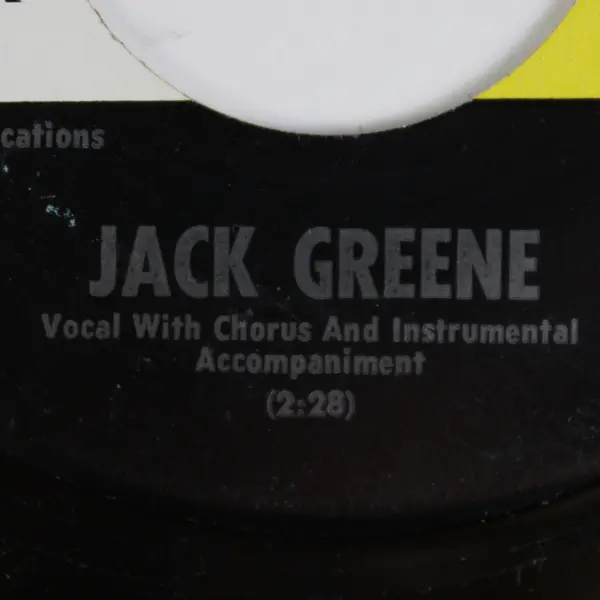 cations
JACK GREENE
Vocal With Chorus And Instrumental
Accompaniment
(2:28)